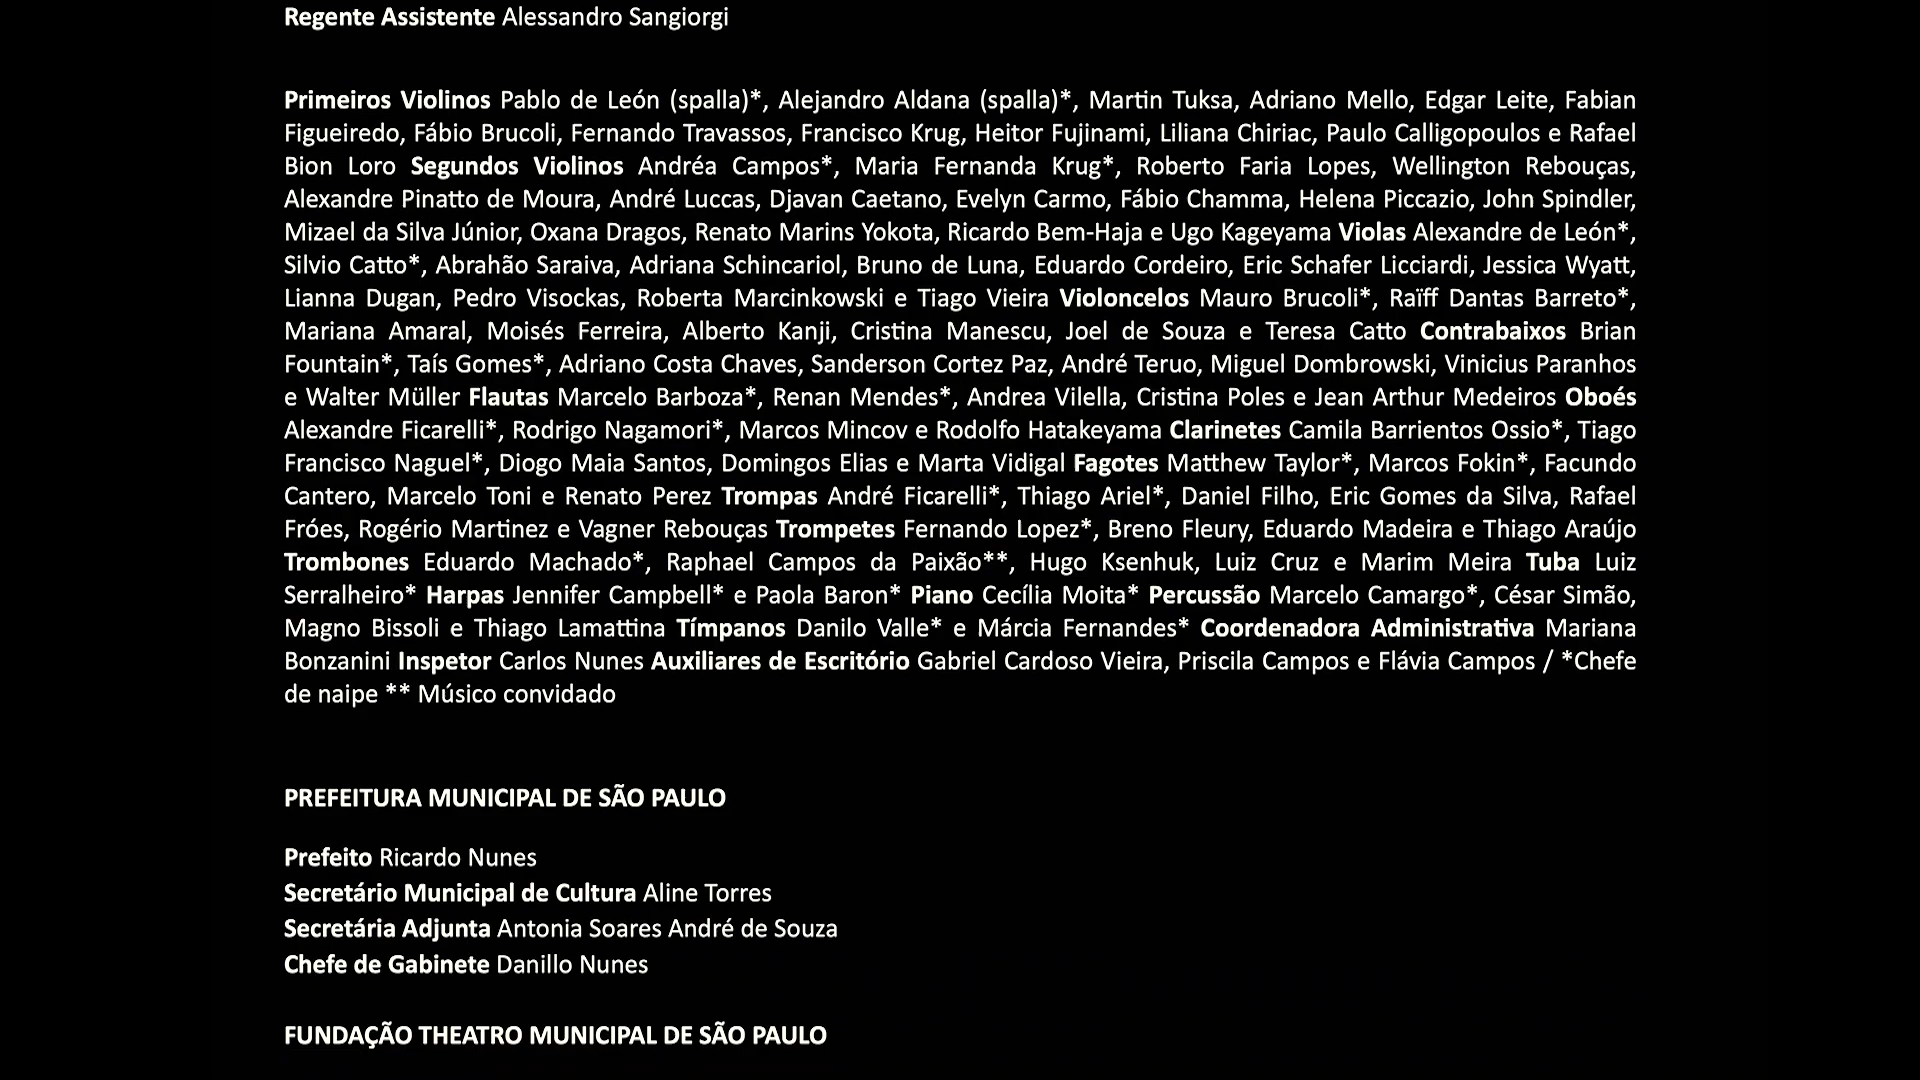 Regente Assistente Alessandro Sangiorgi
Primeiros Violinos Pablo de León (spalla)*, Alejandro Aldana (spalla)*, Martin Tuksa, Adriano Mello, Edgar Leite, Fabian
Figueiredo, Fábio Brucoli, Fernando Travassos, Francisco Krug, Heitor Fujinami, Liliana Chiriac, Paulo Calligopoulos e Rafael
Bion Loro Segundos Violinos Andréa Campos*, Maria Fernanda Krug*, Roberto Faria Lopes, Wellington Rebouças,
Alexandre Pinatto de Moura, André Luccas, Djavan Caetano, Evelyn Carmo, Fábio Chamma, Helena Piccazio, John Spindler,
Mizael da Silva Júnior, Oxana Dragos, Renato Marins Yokota, Ricardo Bem-Haja e Ugo Kageyama Violas Alexandre de León*,
Silvio Catto*, Abrahão Saraiva, Adriana Schincariol, Bruno de Luna, Eduardo Cordeiro, Eric Schafer Licciardi, Jessica Wyatt,
Lianna Dugan, Pedro Visockas, Roberta Marcinkowski e Tiago Vieira Violoncelos Mauro Brucoli*, Raïff Dantas Barreto*,
Mariana Amaral, Moisés Ferreira, Alberto Kanji, Cristina Manescu, Joel de Souza e Teresa Catto Contrabaixos Brian
Fountain*, Taís Gomes*, Adriano Costa Chaves, Sanderson Cortez Paz, André Teruo, Miguel Dombrowski, Vinicius Paranhos
e Walter Müller Flautas Marcelo Barboza*, Renan Mendes*, Andrea Vilella, Cristina Poles e Jean Arthur Medeiros Oboés
Alexandre Ficarelli*, Rodrigo Nagamori*, Marcos Mincov e Rodolfo Hatakeyama Clarinetes Camila Barrientos Ossio*, Tiago
Francisco Naguel*, Diogo Maia Santos, Domingos Elias e Marta Vidigal Fagotes Matthew Taylor*, Marcos Fokin*, Facundo
Cantero, Marcelo Toni e Renato Perez Trompas André Ficarelli*, Thiago Ariel*, Daniel Filho, Eric Gomes da Silva, Rafael
Fróes, Rogério Martinez e Vagner Rebouças Trompetes Fernando Lopez*, Breno Fleury, Eduardo Madeira e Thiago Araújo
Trombones Eduardo Machado*, Raphael Campos da Paixão**, Hugo Ksenhuk, Luiz Cruz e Marim Meira Tuba Luiz
Serralheiro* Harpas Jennifer Campbell* e Paola Baron* Piano Cecília Moita* Percussão Marcelo Camargo*, César Simão,
Magno Bissoli e Thiago Lamattina Tímpanos Danilo Valle* e Márcia Fernandes* Coordenadora Administrativa Mariana
Bonzanini Inspetor Carlos Nunes Auxiliares de Escritório Gabriel Cardoso Vieira, Priscila Campos e Flávia Campos / *Chefe
de naipe ** Músico convidado
PREFEITURA MUNICIPAL DE SÃO PAULO
Prefeito Ricardo Nunes
Secretário Municipal de Cultura Aline Torres
Secretária Adjunta Antonia Soares André de Souza
Chefe de Gabinete Danillo Nunes
FUNDAÇÃO THEATRO MUNICIPAL DE SÃO PAULO